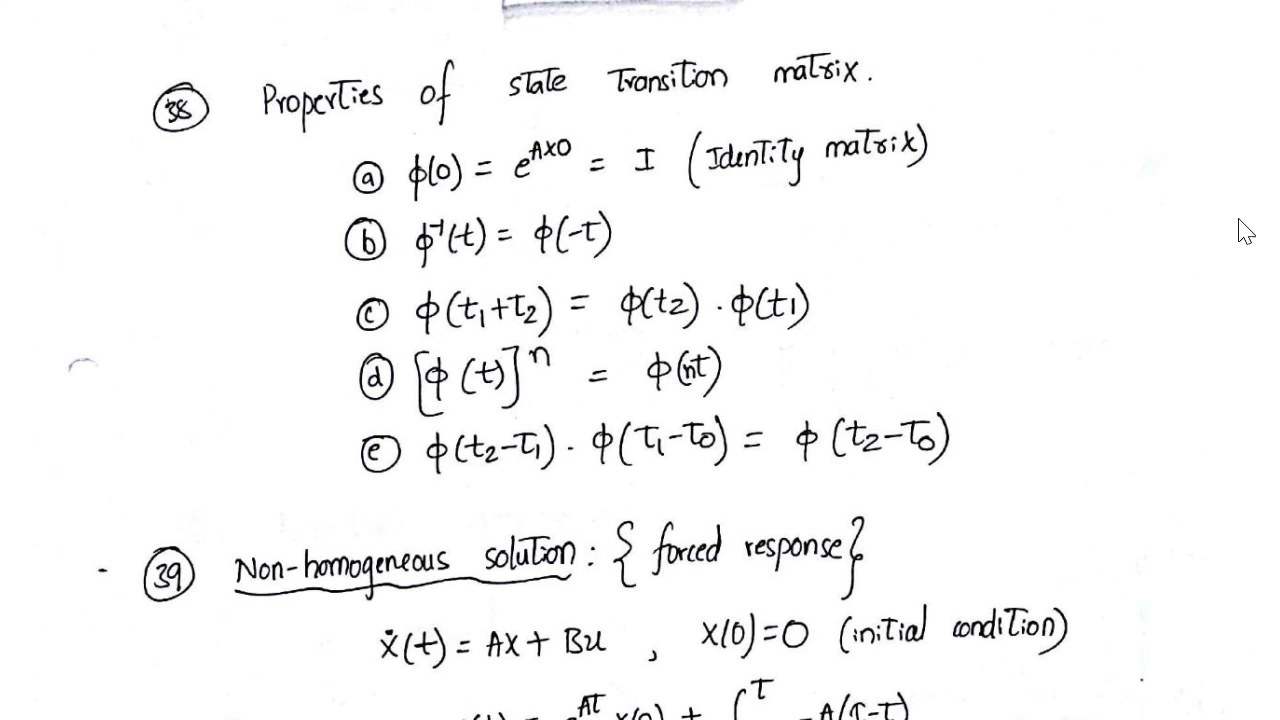 38 Properties of state Transition matrix.
a ϕ(0) = e^{A×0} = I (Identity matrix)
b ϕ⁻¹(t) = ϕ(-t)
c ϕ(t₁+t₂) = ϕ(t₂) · ϕ(t₁)
d [ϕ(t)]ⁿ = ϕ(nt)
e ϕ(t₂-t₁) · ϕ(t₁-t₀) = ϕ(t₂-t₀)
39 Non-homogeneous solution : { forced response }
ẋ(t) = AX + BU , X(0)=0 (initial condition)